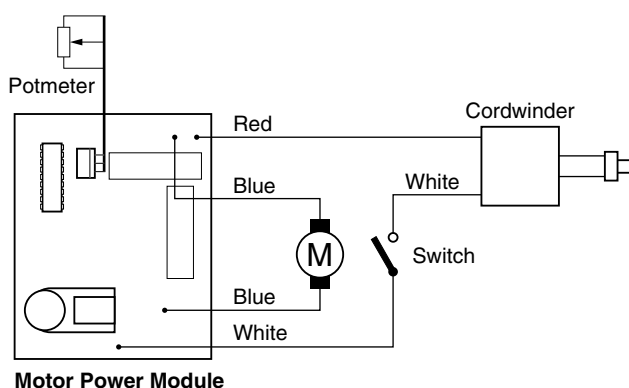 Potmeter
Cordwinder
Red
White
Blue
M
Switch
Blue
White
Motor Power Module